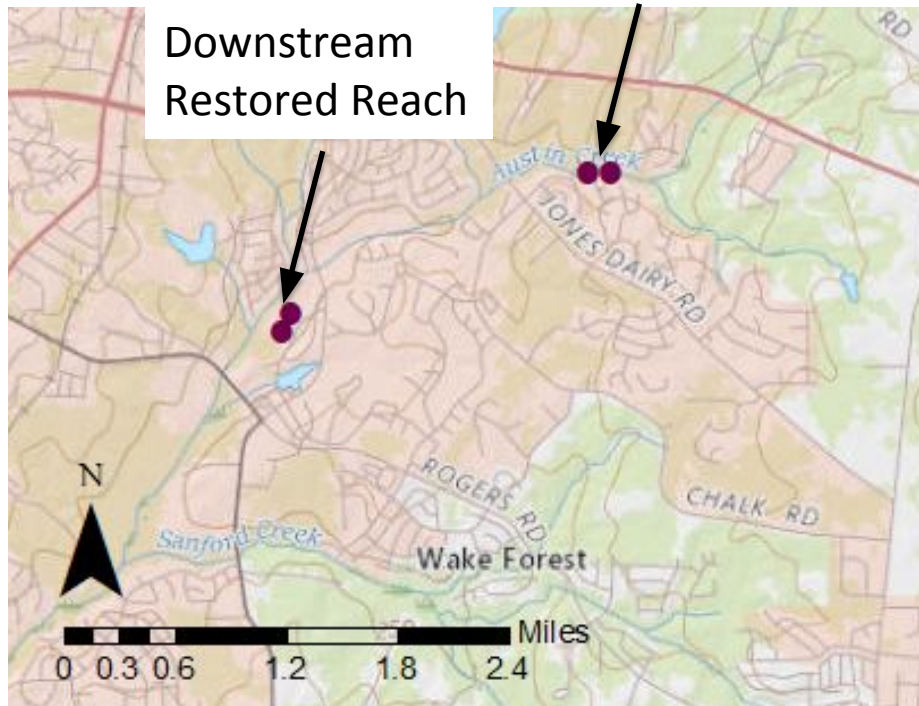 Downstream
Restored Reach
RD
Austin Creek
JONES DAIRY RD
ROGERS RD
CHALK RD
Sanford Creek
Wake Forest
N
Miles
0 0.3 0.6 1.2 1.8 2.4